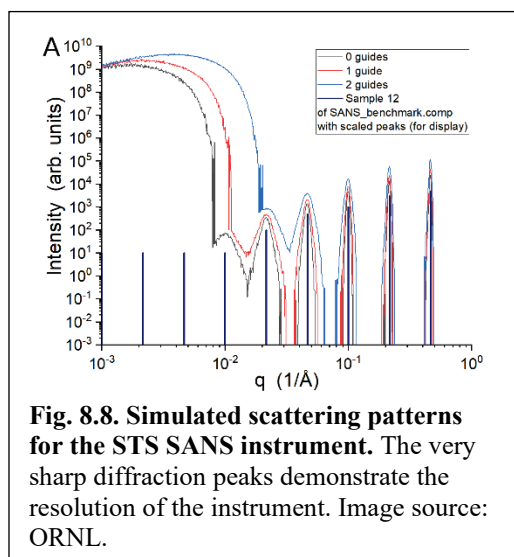 A
10^10
10^9
10^8
10^7
10^6
10^5
10^4
10^3
10^2
10^1
10^0
10^-1
10^-2
10^-3
Intensity (arb. units)
0 guides
1 guide
2 guides
Sample 12
of SANS_benchmark.comp
with scaled peaks (for display)
10^-3 10^-2 10^-1 10^0
q (1/Å)
Fig. 8.8. Simulated scattering patterns
for the STS SANS instrument. The very
sharp diffraction peaks demonstrate the
resolution of the instrument. Image source:
ORNL.